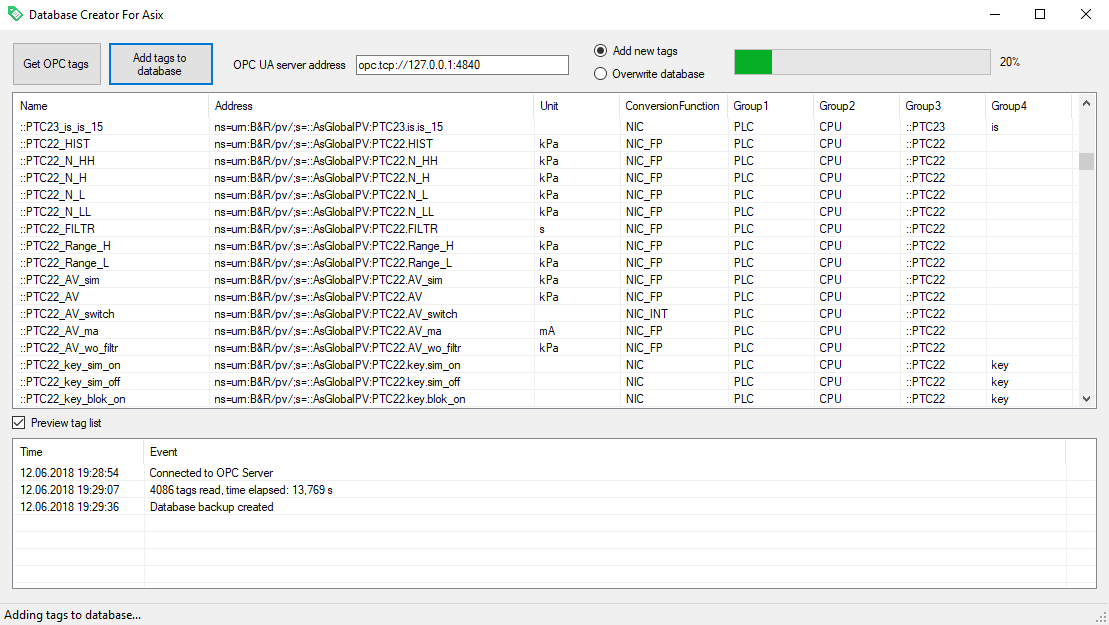 Database Creator For Asix
Get OPC tags
Add tags to
database
OPC UA server address
opc.tcp://127.0.0.1:4840
Add new tags
Overwrite database
20%
Name Address Unit ConversionFunction Group1 Group2 Group3 Group4
::PTC23_is_is_15 ns=urn:B&R/pv/;s=::AsGlobalPV:PTC23.is.is_15 NIC PLC CPU ::PTC23 is
::PTC22_HIST ns=urn:B&R/pv/;s=::AsGlobalPV:PTC22.HIST kPa NIC_FP PLC CPU ::PTC22
::PTC22_N_HH ns=urn:B&R/pv/;s=::AsGlobalPV:PTC22.N_HH kPa NIC_FP PLC CPU ::PTC22
::PTC22_N_H ns=urn:B&R/pv/;s=::AsGlobalPV:PTC22.N_H kPa NIC_FP PLC CPU ::PTC22
::PTC22_N_L ns=urn:B&R/pv/;s=::AsGlobalPV:PTC22.N_L kPa NIC_FP PLC CPU ::PTC22
::PTC22_N_LL ns=urn:B&R/pv/;s=::AsGlobalPV:PTC22.N_LL kPa NIC_FP PLC CPU ::PTC22
::PTC22_FILTR ns=urn:B&R/pv/;s=::AsGlobalPV:PTC22.FILTR s NIC_FP PLC CPU ::PTC22
::PTC22_Range_H ns=urn:B&R/pv/;s=::AsGlobalPV:PTC22.Range_H kPa NIC_FP PLC CPU ::PTC22
::PTC22_Range_L ns=urn:B&R/pv/;s=::AsGlobalPV:PTC22.Range_L kPa NIC_FP PLC CPU ::PTC22
::PTC22_AV_sim ns=urn:B&R/pv/;s=::AsGlobalPV:PTC22.AV_sim kPa NIC_FP PLC CPU ::PTC22
::PTC22_AV ns=urn:B&R/pv/;s=::AsGlobalPV:PTC22.AV kPa NIC_FP PLC CPU ::PTC22
::PTC22_AV_switch ns=urn:B&R/pv/;s=::AsGlobalPV:PTC22.AV_switch NIC_INT PLC CPU ::PTC22
::PTC22_AV_ma ns=urn:B&R/pv/;s=::AsGlobalPV:PTC22.AV_ma mA NIC_FP PLC CPU ::PTC22
::PTC22_AV_wo_filtr ns=urn:B&R/pv/;s=::AsGlobalPV:PTC22.AV_wo_filtr kPa NIC_FP PLC CPU ::PTC22
::PTC22_key_sim_on ns=urn:B&R/pv/;s=::AsGlobalPV:PTC22.key.sim_on NIC PLC CPU ::PTC22 key
::PTC22_key_sim_off ns=urn:B&R/pv/;s=::AsGlobalPV:PTC22.key.sim_off NIC PLC CPU ::PTC22 key
::PTC22_key_blok_on ns=urn:B&R/pv/;s=::AsGlobalPV:PTC22.key.blok_on NIC PLC CPU ::PTC22 key
Preview tag list
Time Event
12.06.2018 19:28:54 Connected to OPC Server
12.06.2018 19:29:07 4086 tags read, time elapsed: 13,769 s
12.06.2018 19:29:36 Database backup created
Adding tags to database...